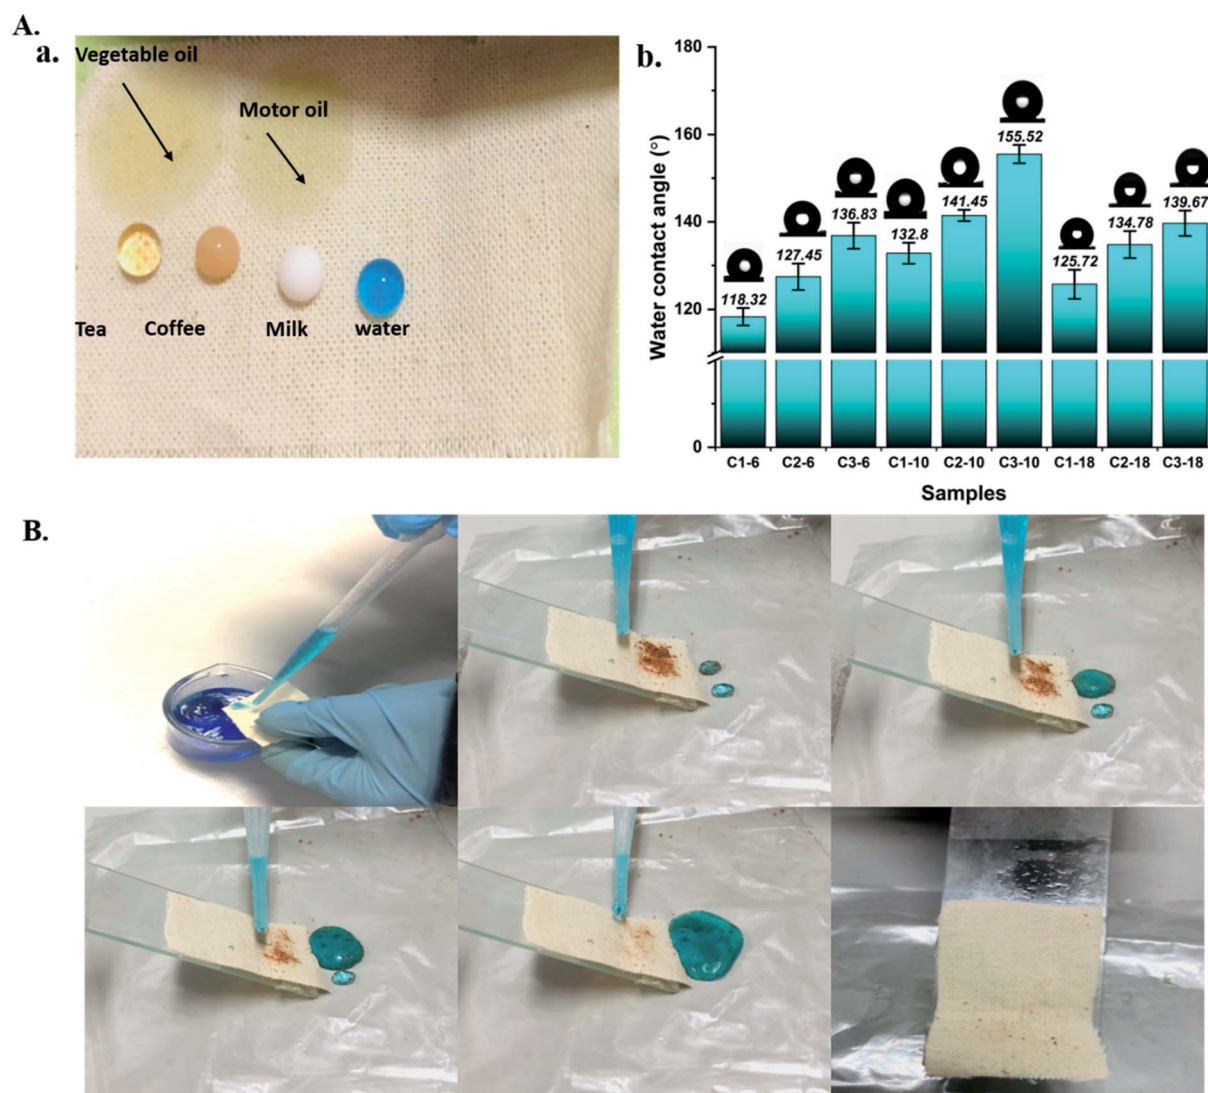 A.
a.
Vegetable oil
Motor oil
Tea
Coffee
Milk
water
b.
Water contact angle (°)
180
160
140
120
0
118.32
127.45
136.83
132.8
141.45
155.52
125.72
134.78
139.67
C1-6
C2-6
C3-6
C1-10
C2-10
C3-10
C1-18
C2-18
C3-18
Samples
B.